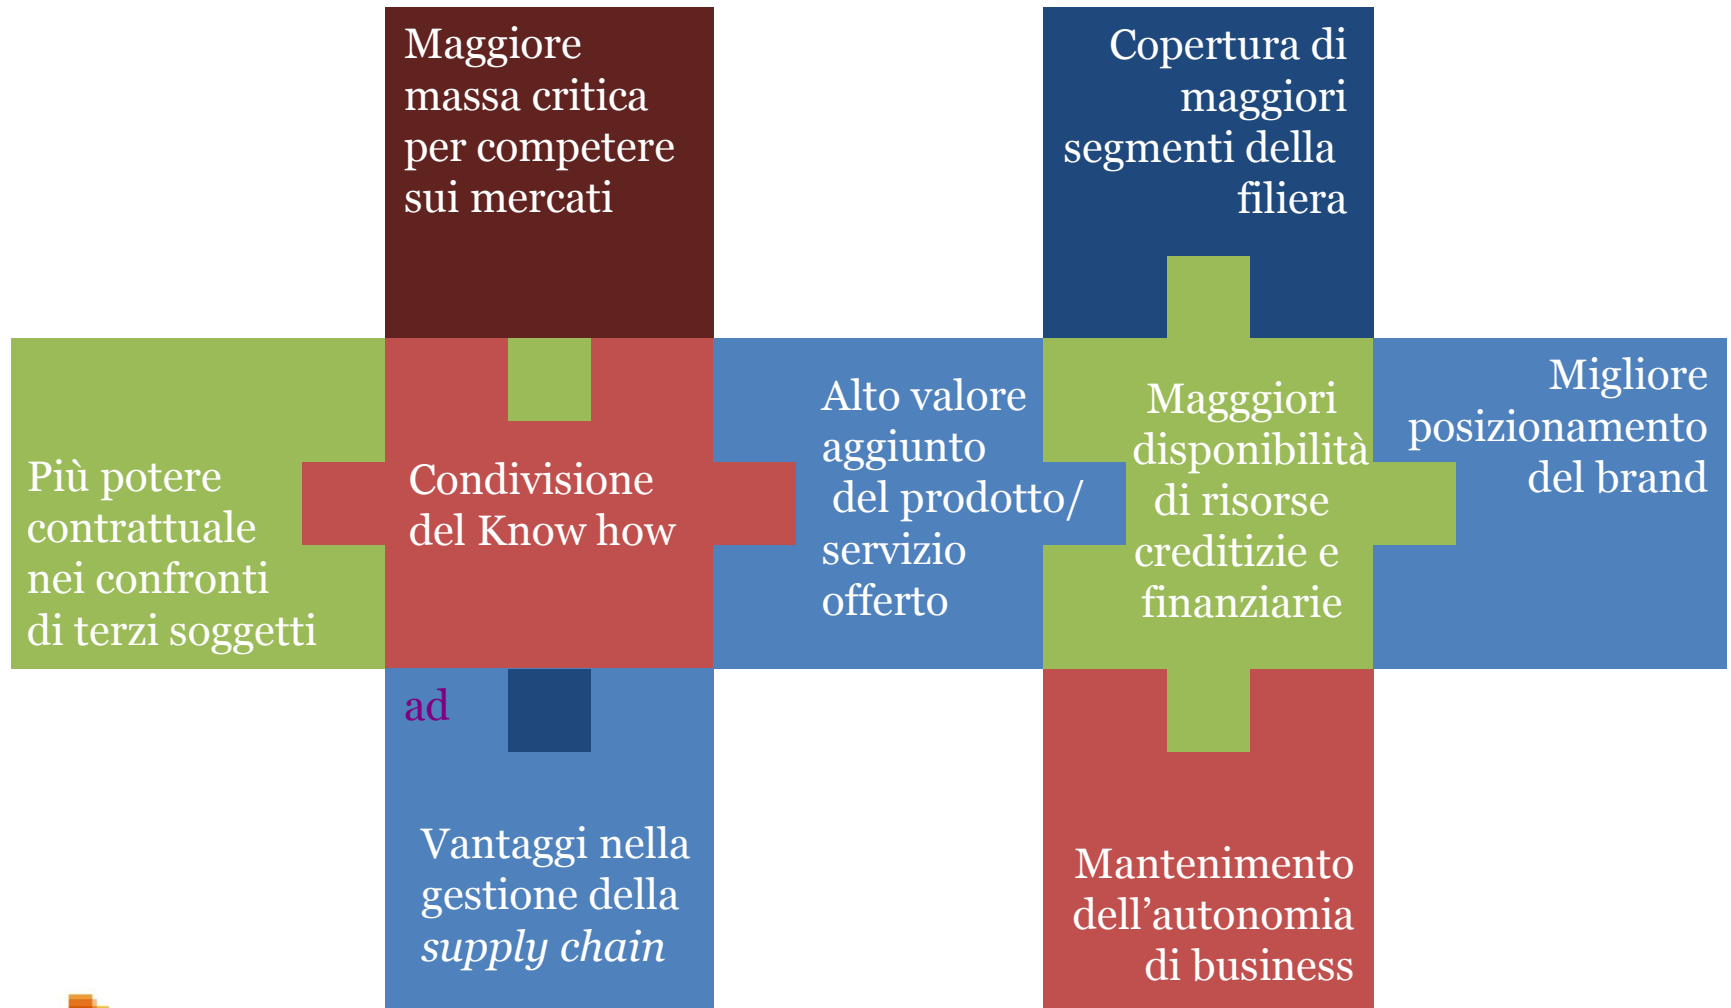 Maggiore
massa critica
per competere
sui mercati
Copertura di
maggiori
segmenti della
filiera
Più potere
contrattuale
nei confronti
di terzi soggetti
Condivisione
del Know how
Alto valore
aggiunto
del prodotto/
servizio
offerto
Magggiori
disponibilità
di risorse
creditizie e
finanziarie
Migliore
posizionamento
del brand
ad
Vantaggi nella
gestione della
supply chain
Mantenimento
dell’autonomia
di business